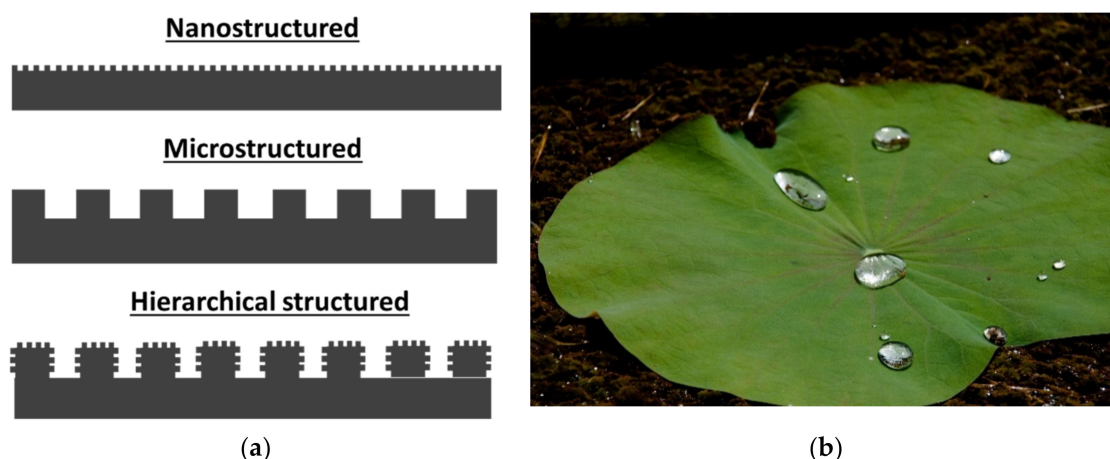 Nanostructured
Microstructured
Hierarchical structured
(a)
(b)